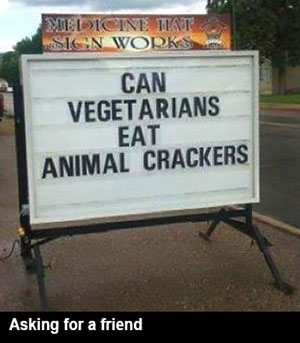 MEDICINE HAT
SIGN WORKS
CAN
VEGETARIANS
EAT
ANIMAL CRACKERS
Asking for a friend